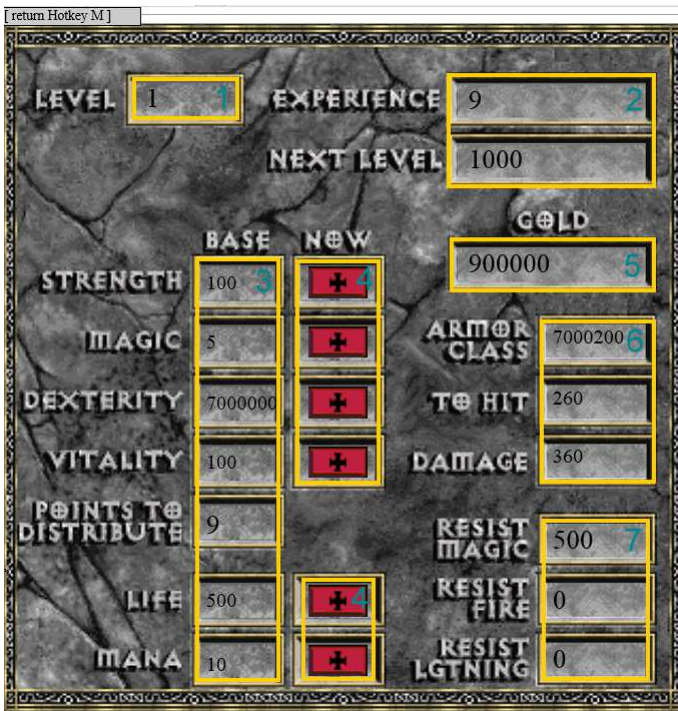 [ return Hotkey M ]
LEVEL 1 1 EXPERIENCE 9 2
NEXT LEVEL 1000
GOLD
BASE NOW 900000 5
STRENGTH 100 3 4
MAGIC 5 ARMOR CLASS 7000200 6
DEXTERITY 7000000 TO HIT 260
VITALITY 100 DAMAGE 360
POINTS TO DISTRIBUTE 9 RESIST MAGIC 500 7
LIFE 500 4 RESIST FIRE 0
MANA 10 RESIST LGTNING 0